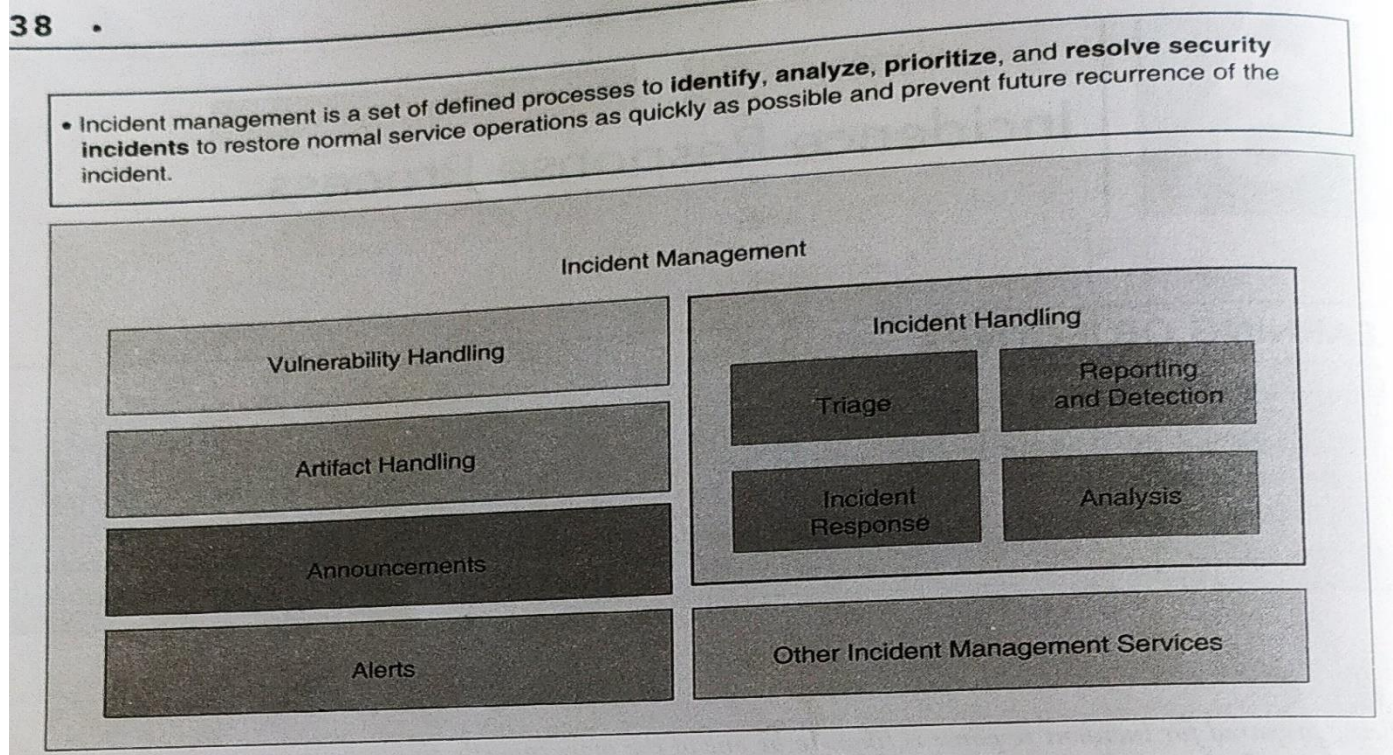 38 •
• Incident management is a set of defined processes to identify, analyze, prioritize, and resolve security
incidents to restore normal service operations as quickly as possible and prevent future recurrence of the
incident.
Incident Management
Vulnerability Handling
Artifact Handling
Announcements
Alerts
Incident Handling
Triage
Reporting
and Detection
Incident
Response
Analysis
Other Incident Management Services